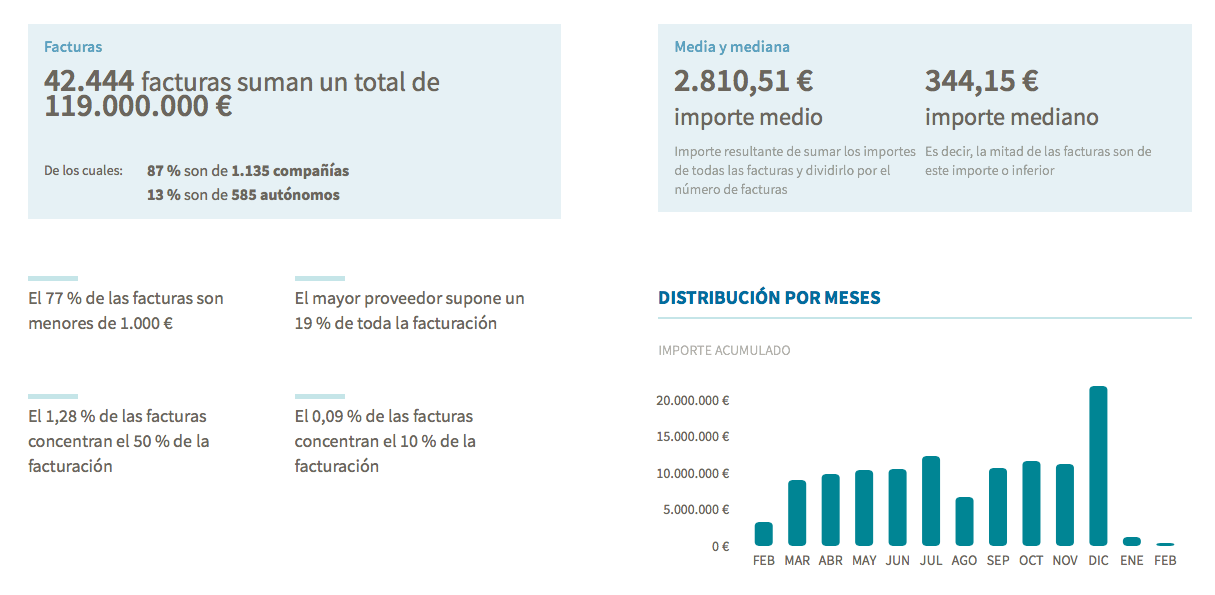 Facturas
42.444 facturas suman un total de
119.000.000 €
De los cuales:
87 % son de 1.135 compañías
13 % son de 585 autónomos
Media y mediana
2.810,51 €
importe medio
Importe resultante de sumar los importes
de todas las facturas y dividirlo por el
número de facturas
344,15 €
importe mediano
Es decir, la mitad de las facturas son de
este importe o inferior
El 77 % de las facturas son
menores de 1.000 €
El mayor proveedor supone un
19 % de toda la facturación
El 1,28 % de las facturas
concentran el 50 % de la
facturación
El 0,09 % de las facturas
concentran el 10 % de la
facturación
DISTRIBUCIÓN POR MESES
IMPORTE ACUMULADO
20.000.000 €
15.000.000 €
10.000.000 €
5.000.000 €
0 €
FEB MAR ABR MAY JUN JUL AGO SEP OCT NOV DIC ENE FEB